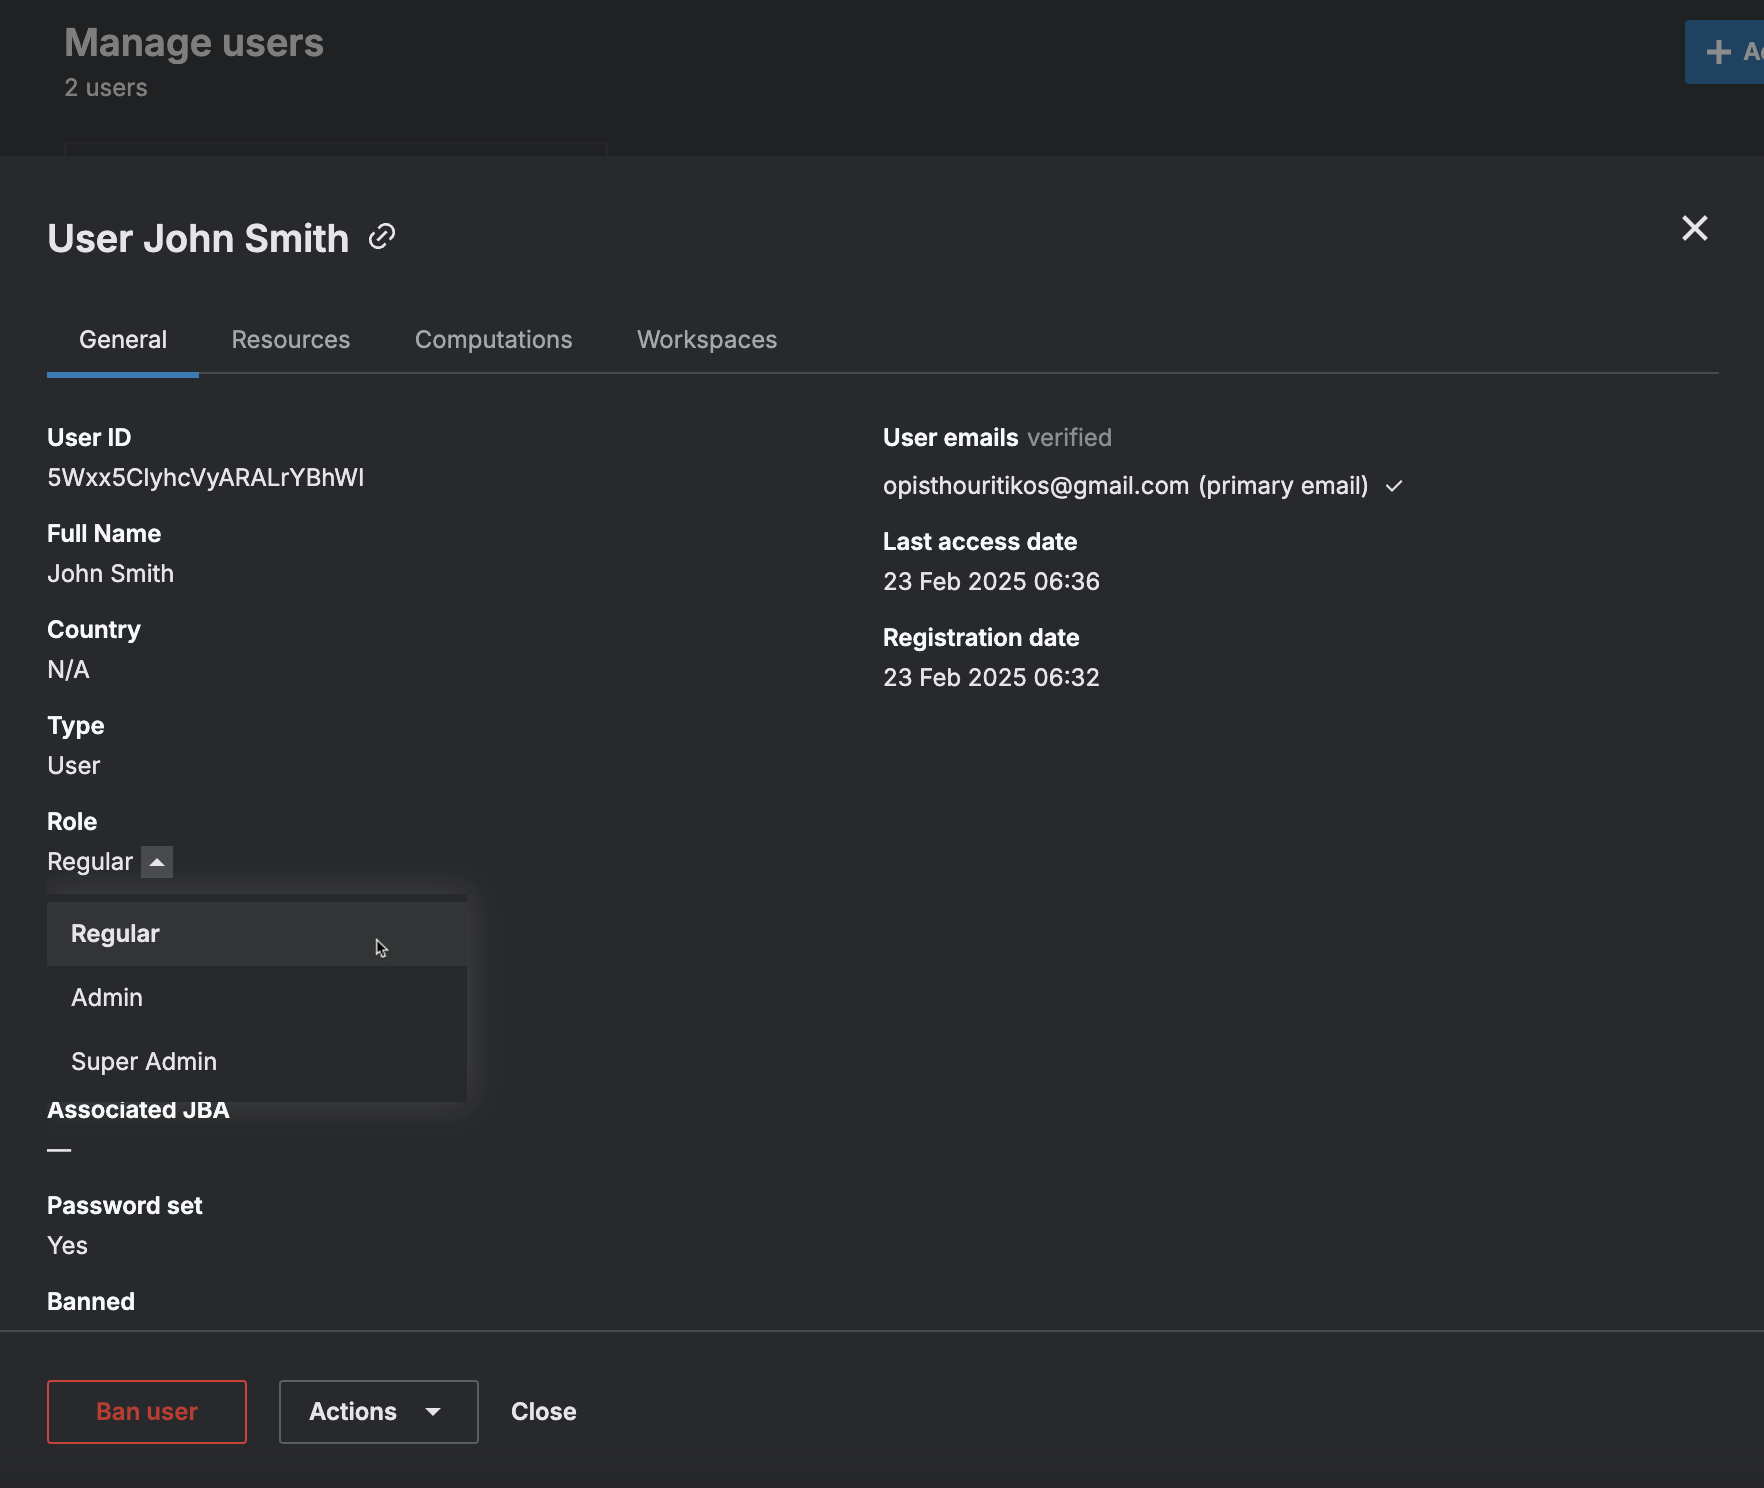 Manage users
2 users
User John Smith
General Resources Computations Workspaces
User ID
5Wxx5ClyhcVyARALrYBhWl
Full Name
John Smith
Country
N/A
Type
User
Role
Regular
Regular
Admin
Super Admin
Associated JBA
—
Password set
Yes
Banned
User emails verified
opisthouritikos@gmail.com (primary email)
Last access date
23 Feb 2025 06:36
Registration date
23 Feb 2025 06:32
Ban user Actions Close